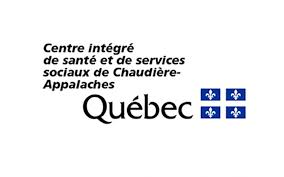 Centre intégré
de santé et de services
sociaux de Chaudière-
Appalaches
Québec